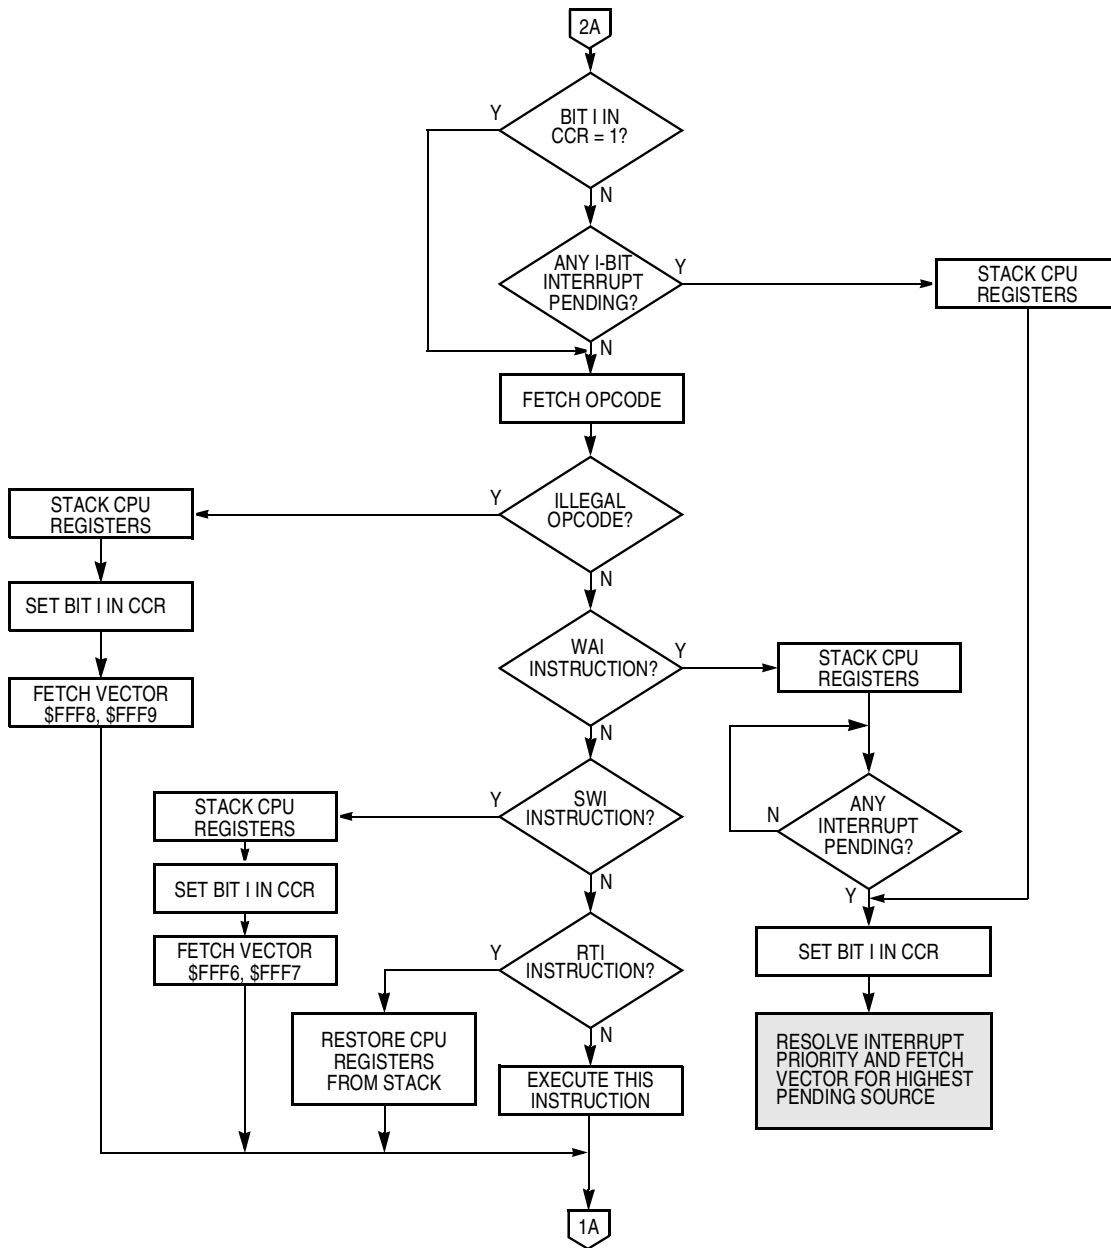 2A
Y
BIT I IN
CCR = 1?
N
ANY I-BIT
INTERRUPT
PENDING?
Y
STACK CPU
REGISTERS
N
FETCH OPCODE
Y
ILLEGAL
OPCODE?
STACK CPU
REGISTERS
N
SET BIT I IN CCR
WAI
INSTRUCTION?
Y
STACK CPU
REGISTERS
FETCH VECTOR
$FFF8, $FFF9
N
Y
SWI
INSTRUCTION?
STACK CPU
REGISTERS
N
ANY
INTERRUPT
PENDING?
SET BIT I IN CCR
N
Y
FETCH VECTOR
$FFF6, $FFF7
Y
RTI
INSTRUCTION?
SET BIT I IN CCR
N
RESTORE CPU
REGISTERS
FROM STACK
EXECUTE THIS
INSTRUCTION
RESOLVE INTERRUPT
PRIORITY AND FETCH
VECTOR FOR HIGHEST
PENDING SOURCE
1A